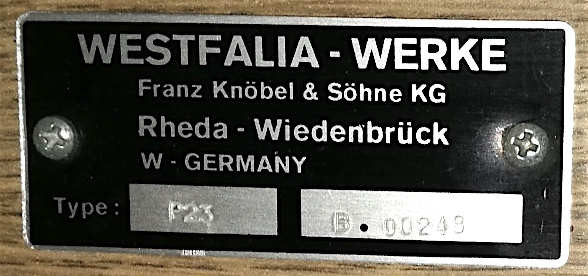 WESTFALIA - WERKE
Franz Knöbel & Söhne KG
Rheda - Wiedenbrück
W - GERMANY
Type: P23 B. 00248